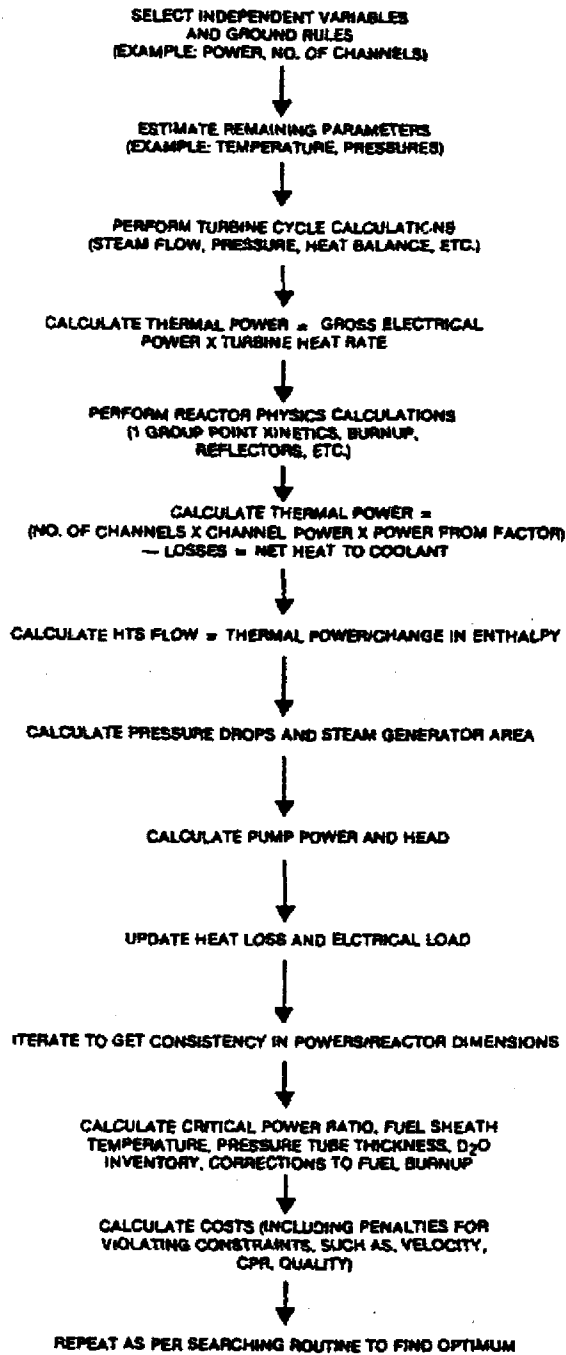 SELECT INDEPENDENT VARIABLES
AND GROUND RULES
(EXAMPLE: POWER, NO. OF CHANNELS)
ESTIMATE REMAINING PARAMETERS
(EXAMPLE: TEMPERATURE, PRESSURES)
PERFORM TURBINE CYCLE CALCULATIONS
(STEAM FLOW, PRESSURE, HEAT BALANCE, ETC.)
CALCULATE THERMAL POWER = GROSS ELECTRICAL
POWER X TURBINE HEAT RATE
PERFORM REACTOR PHYSICS CALCULATIONS
(1 GROUP POINT KINETICS, BURNUP,
REFLECTORS, ETC.)
CALCULATE THERMAL POWER =
(NO. OF CHANNELS X CHANNEL POWER X POWER FROM FACTOR)
— LOSSES = NET HEAT TO COOLANT
CALCULATE HTS FLOW = THERMAL POWER/CHANGE IN ENTHALPY
CALCULATE PRESSURE DROPS AND STEAM GENERATOR AREA
CALCULATE PUMP POWER AND HEAD
UPDATE HEAT LOSS AND ELCTRICAL LOAD
ITERATE TO GET CONSISTENCY IN POWERS/REACTOR DIMENSIONS
CALCULATE CRITICAL POWER RATIO, FUEL SHEATH
TEMPERATURE, PRESSURE TUBE THICKNESS, D2O
INVENTORY, CORRECTIONS TO FUEL BURNUP
CALCULATE COSTS (INCLUDING PENALTIES FOR
VIOLATING CONSTRAINTS, SUCH AS, VELOCITY,
CPR, QUALITY)
REPEAT AS PER SEARCHING ROUTINE TO FIND OPTIMUM